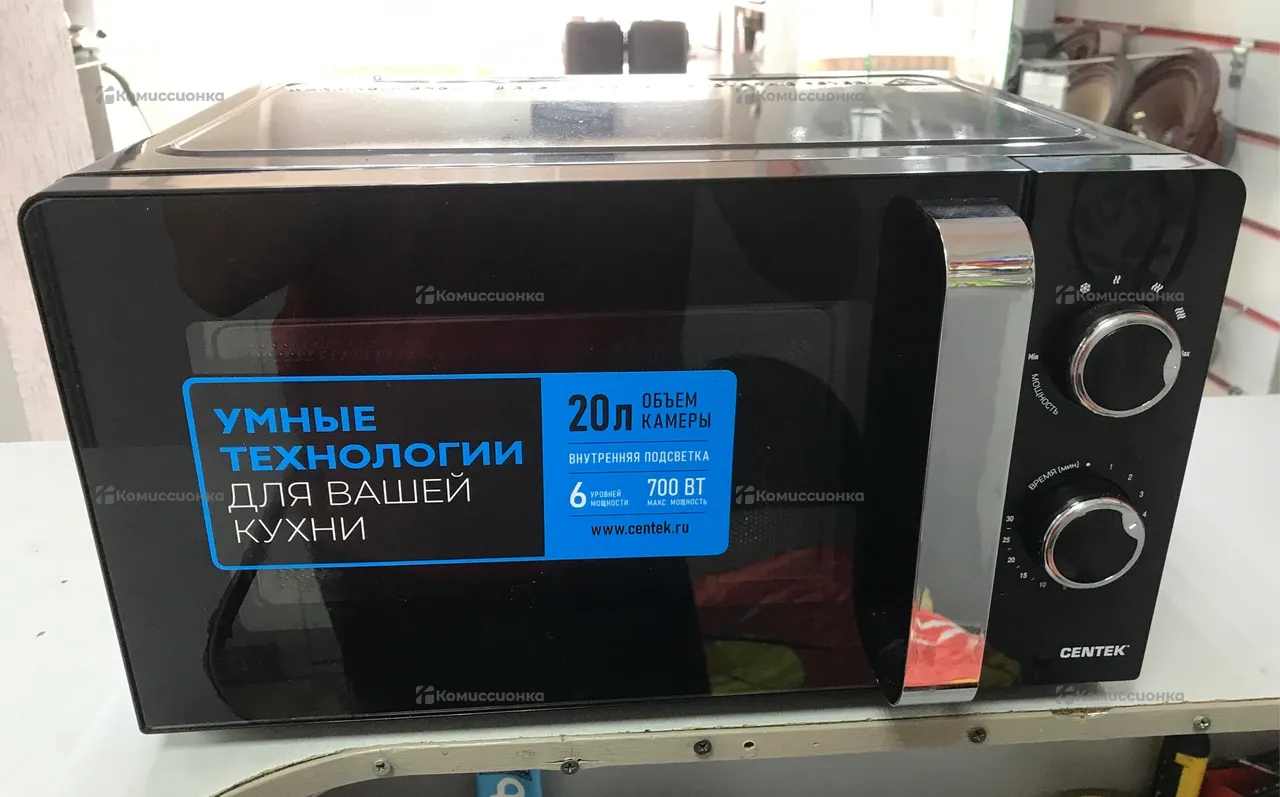 Комиссионка
Комиссионка
Комиссионка
Комиссионка
Min
Max
МОЩНОСТЬ
УМНЫЕ
ТЕХНОЛОГИИ
ДЛЯ ВАШЕЙ
КУХНИ
20л ОБЪЕМ
КАМЕРЫ
ВНУТРЕННЯЯ ПОДСВЕТКА
6 УРОВНЕЙ
МОЩНОСТИ
700 ВТ
МАКС. МОЩНОСТЬ
www.centek.ru
Комиссионка
Комиссионка
ВРЕМЯ (мин)
1
2
3
4
10
15
20
25
30
CENTEK
Комиссионка
Комиссионка